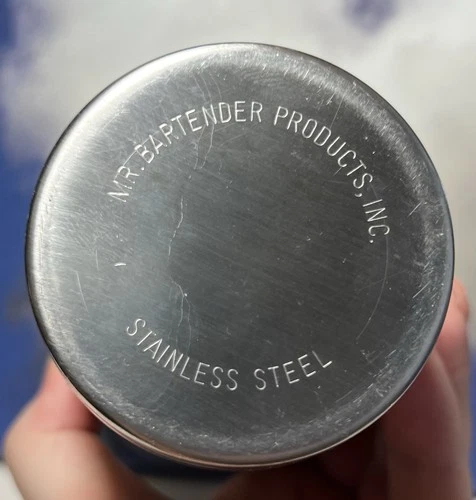 MR. BARTENDER PRODUCTS, INC.
STAINLESS STEEL